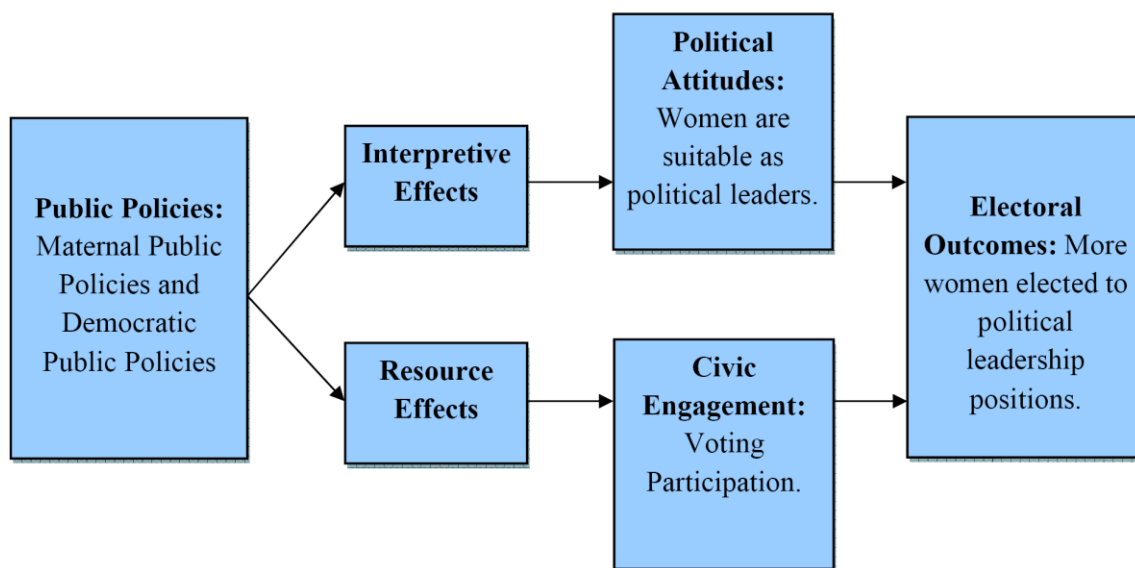 Public Policies:
Maternal Public
Policies and
Democratic
Public Policies
Interpretive
Effects
Resource
Effects
Political
Attitudes:
Women are
suitable as
political leaders.
Civic
Engagement:
Voting
Participation.
Electoral
Outcomes: More
women elected to
political
leadership
positions.